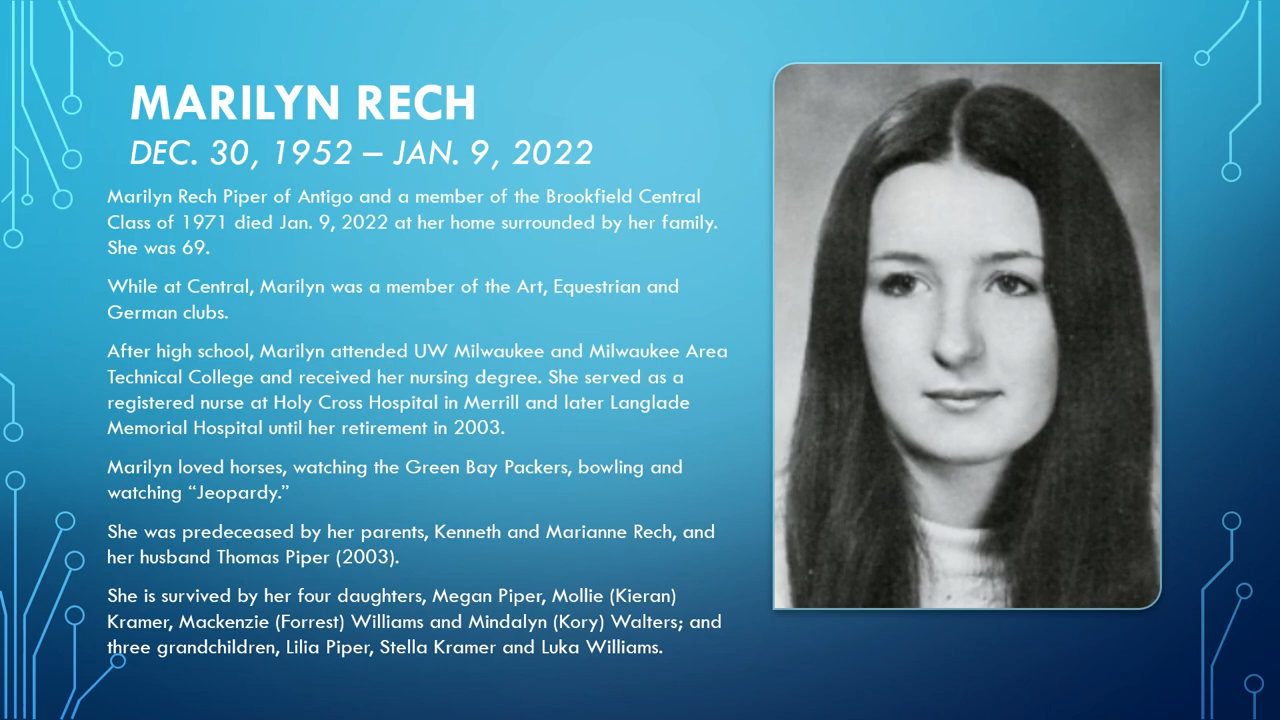 MARILYN RECH
DEC. 30, 1952 – JAN. 9, 2022
Marilyn Rech Piper of Antigo and a member of the Brookfield Central
Class of 1971 died Jan. 9, 2022 at her home surrounded by her family.
She was 69.
While at Central, Marilyn was a member of the Art, Equestrian and
German clubs.
After high school, Marilyn attended UW Milwaukee and Milwaukee Area
Technical College and received her nursing degree. She served as a
registered nurse at Holy Cross Hospital in Merrill and later Langlade
Memorial Hospital until her retirement in 2003.
Marilyn loved horses, watching the Green Bay Packers, bowling and
watching “Jeopardy.”
She was predeceased by her parents, Kenneth and Marianne Rech, and
her husband Thomas Piper (2003).
She is survived by her four daughters, Megan Piper, Mollie (Kieran)
Kramer, Mackenzie (Forrest) Williams and Mindalyn (Kory) Walters; and
three grandchildren, Lilia Piper, Stella Kramer and Luka Williams.